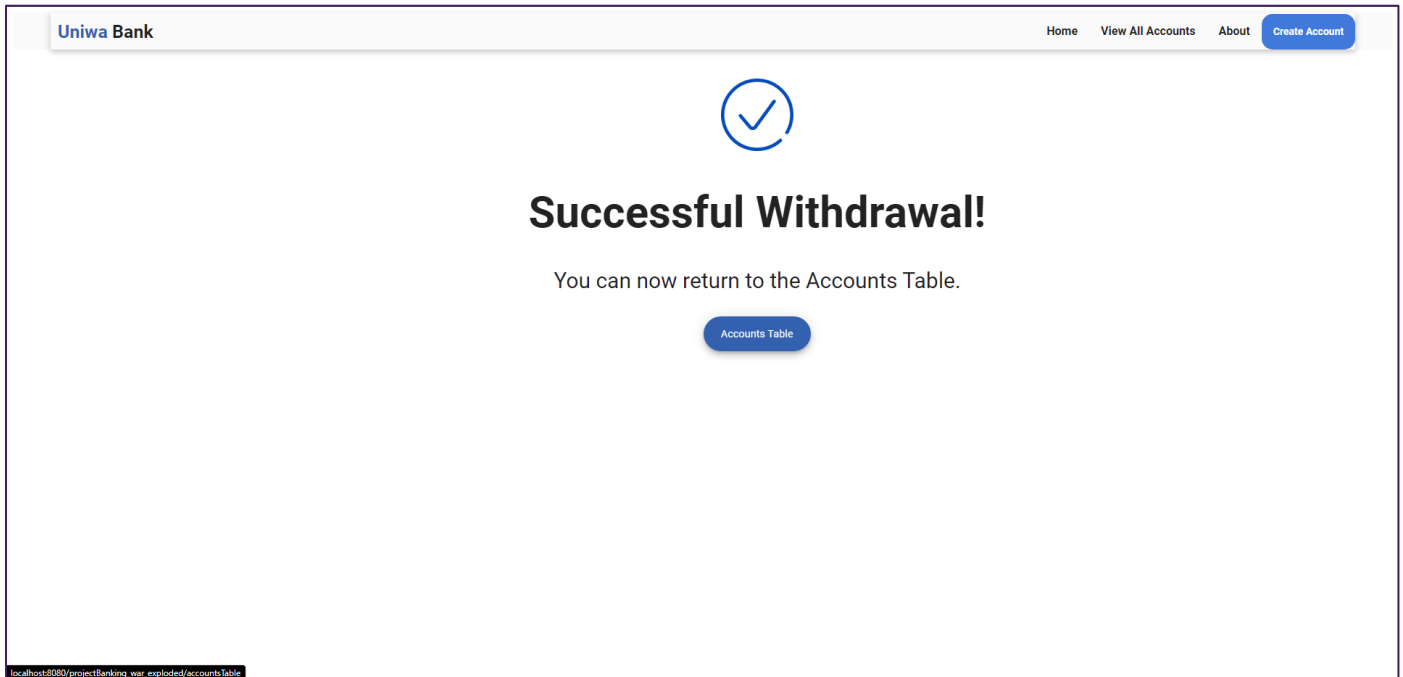 Uniwa Bank Home View All Accounts About Create Account
Successful Withdrawal!
You can now return to the Accounts Table.
Accounts Table
localhost:8080/projectBanking_war_exploded/accountsTable